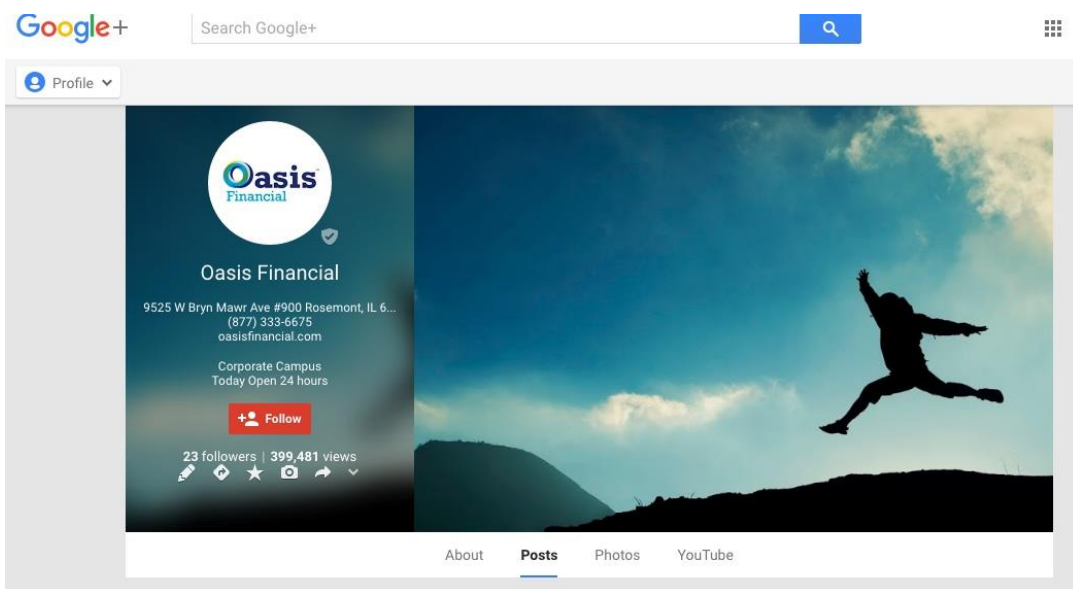 Google+
Search Google+
Profile
Oasis
Financial
Oasis Financial
9525 W Bryn Mawr Ave #900 Rosemont, IL 6...
(877) 333-6675
oasisfinancial.com
Corporate Campus
Today Open 24 hours
Follow
23 followers | 399,481 views
About Posts Photos YouTube